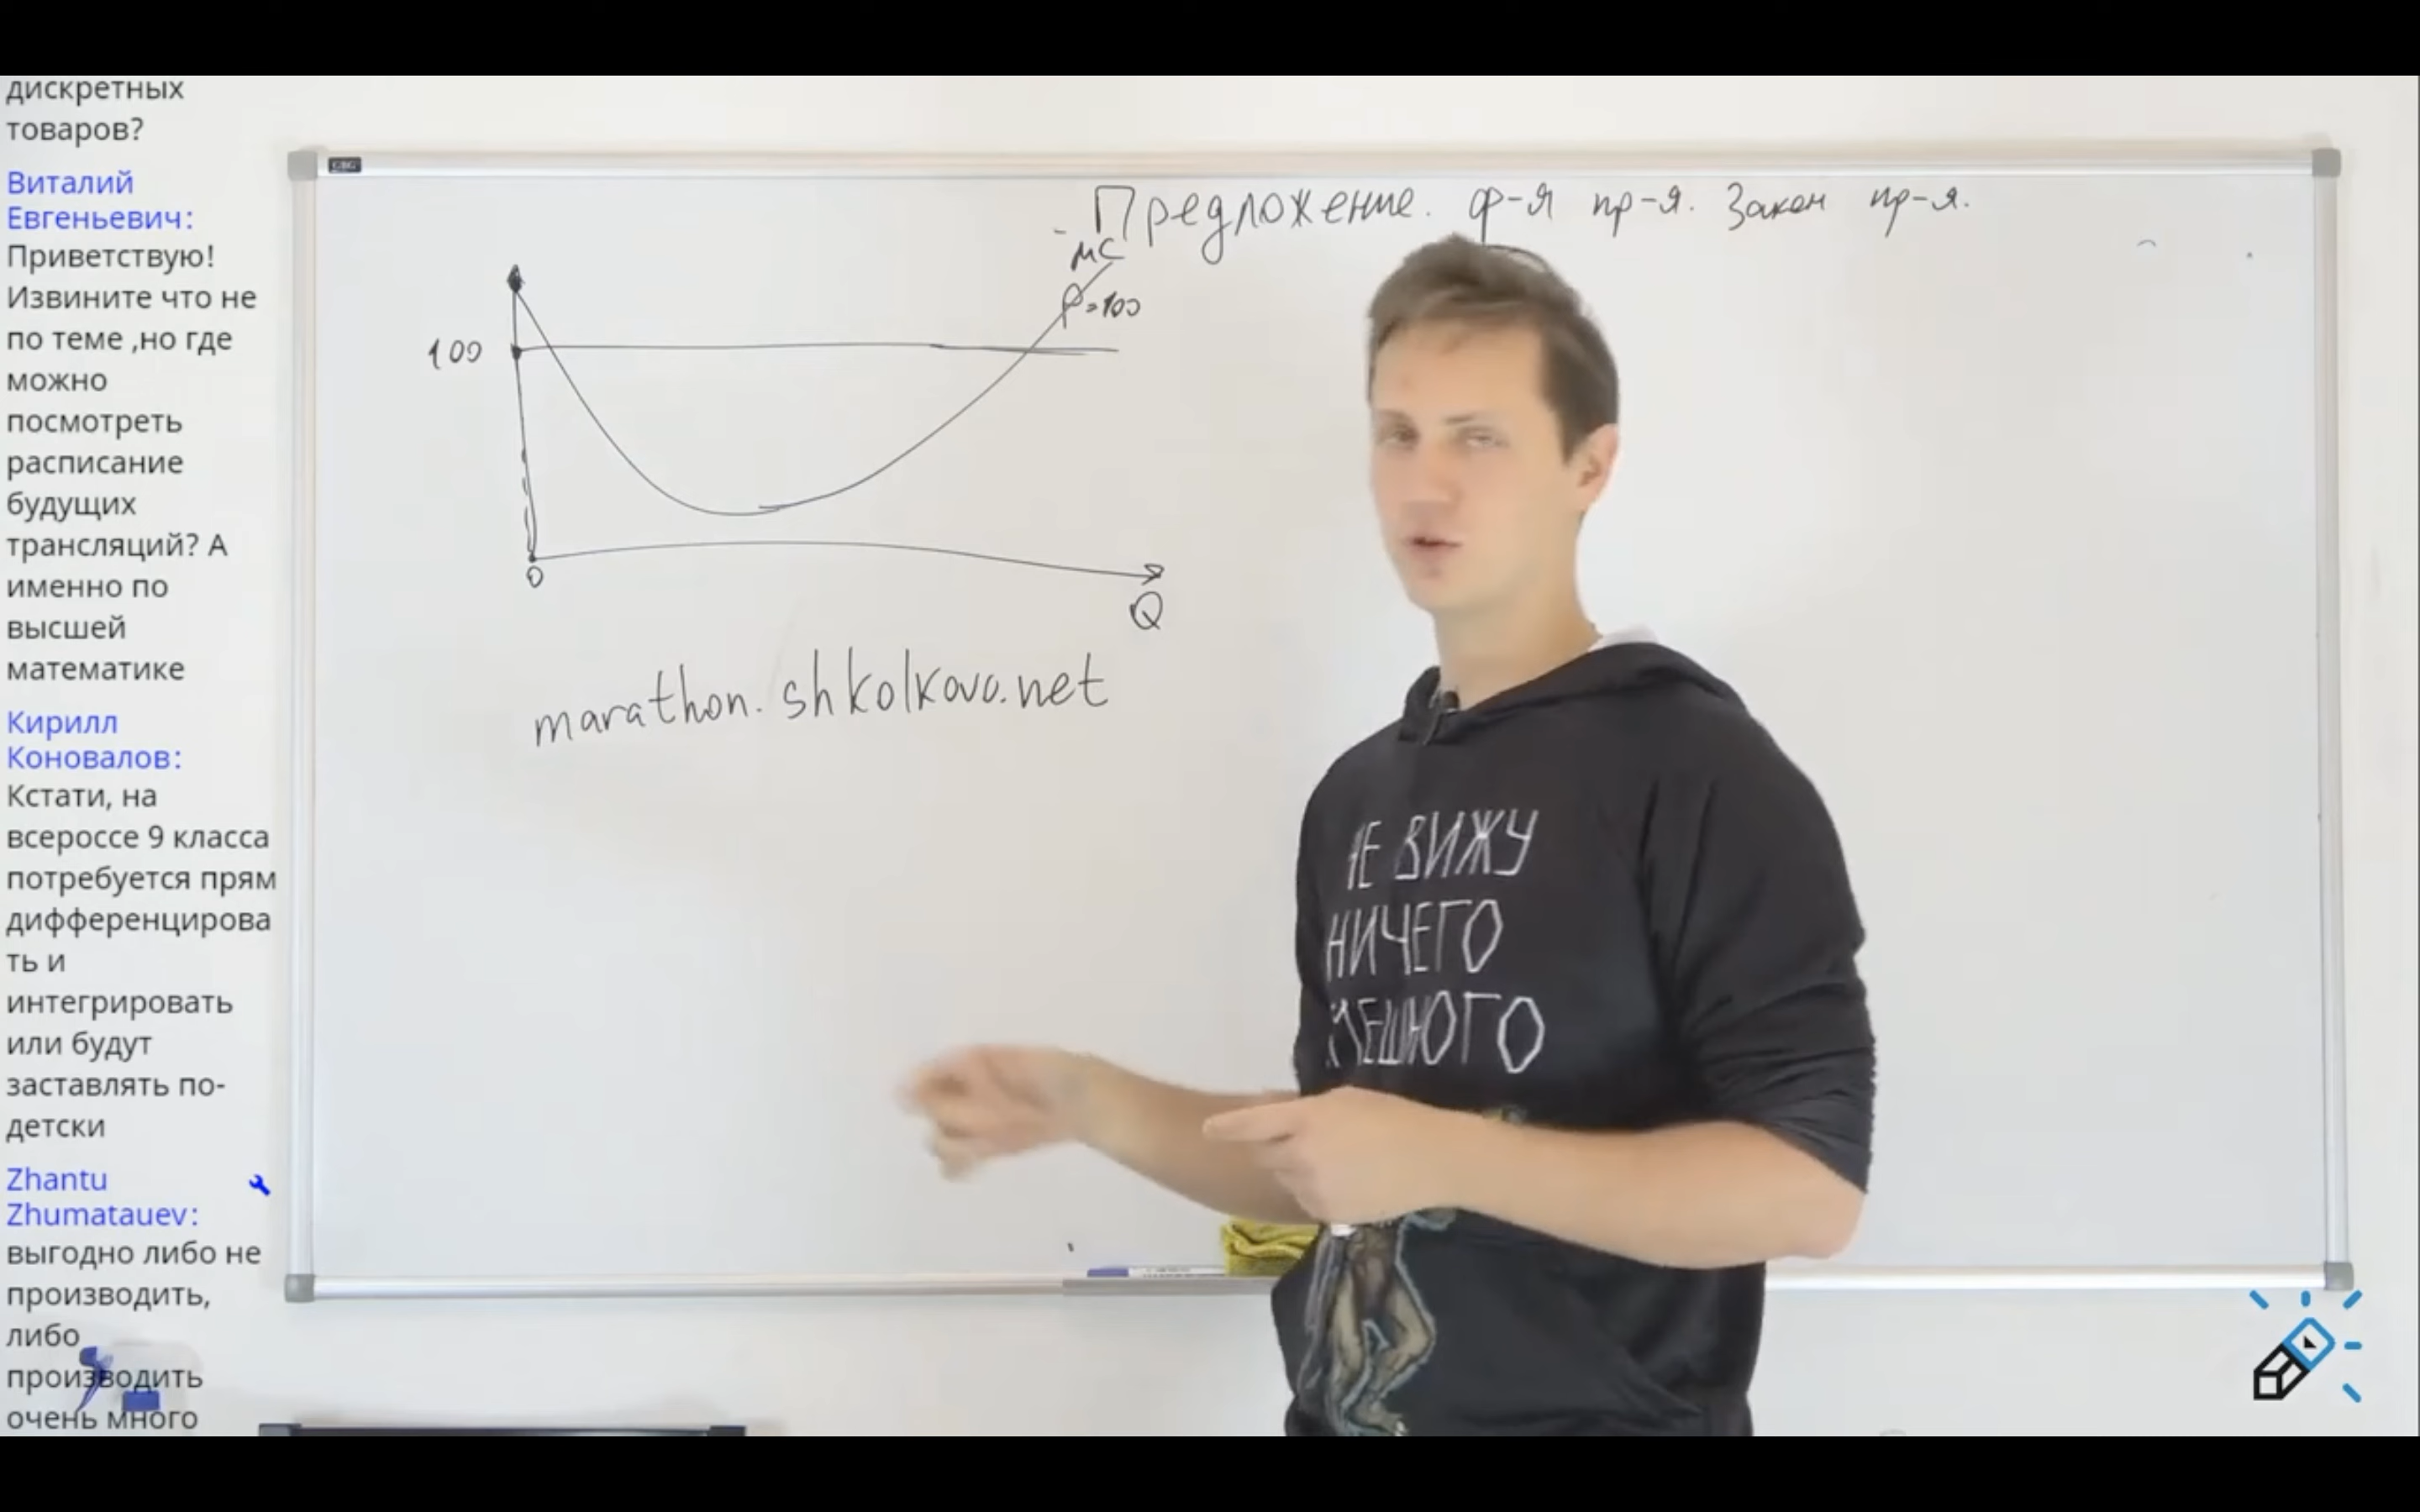 дискретных
товаров?
Виталий
Евгеньевич:
Приветствую!
Извините что не
по теме ,но где
можно
посмотреть
расписание
будущих
трансляций? А
именно по
высшей
математике
Кирилл
Коновалов:
Кстати, на
всероссе 9 класса
потребуется прям
дифференцирова
ть и
интегрировать
или будут
заставлять по-
детски
Zhantu
Zhumatauev:
выгодно либо не
производить,
либо
производить
очень много
Предложение. ф-я пр-я. Закон пр-я.
MC
P=100
100
0
Q
marathon.shkolkovo.net
НЕ ВИЖУ
НИЧЕГО
СМЕШНОГО